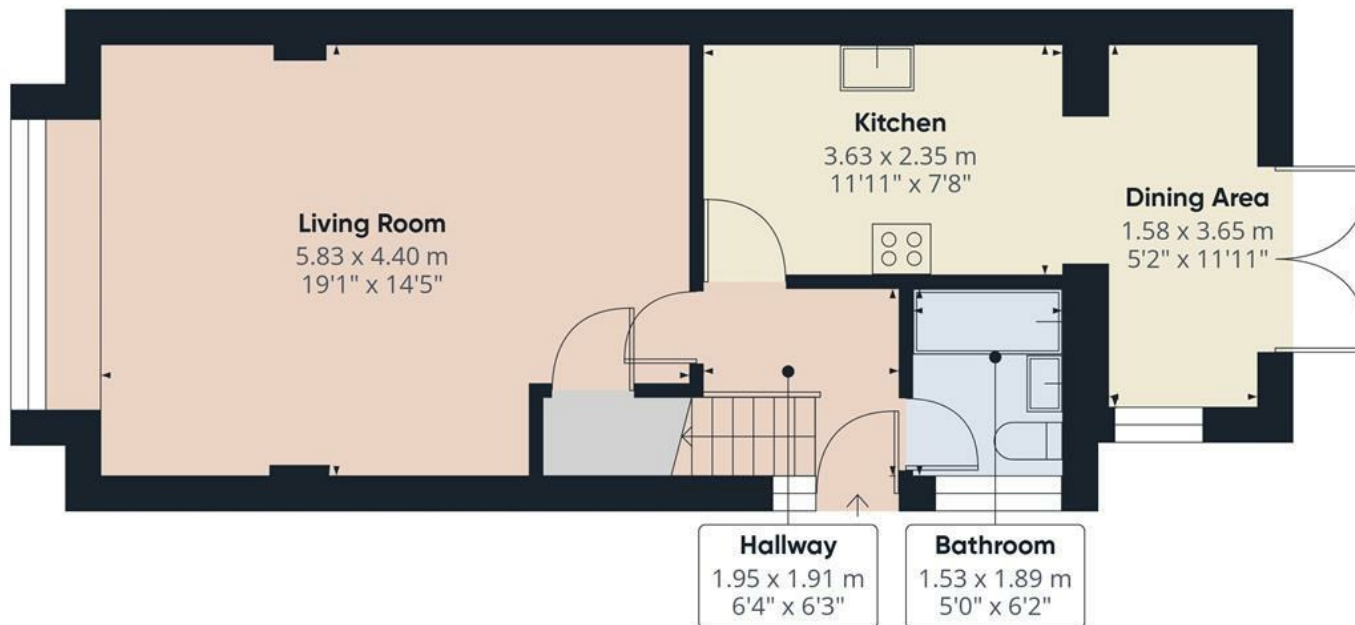 Kitchen
3.63 x 2.35 m
11'11" x 7'8"
Dining Area
1.58 x 3.65 m
5'2" x 11'11"
Living Room
5.83 x 4.40 m
19'1" x 14'5"
Hallway
1.95 x 1.91 m
6'4" x 6'3"
Bathroom
1.53 x 1.89 m
5'0" x 6'2"